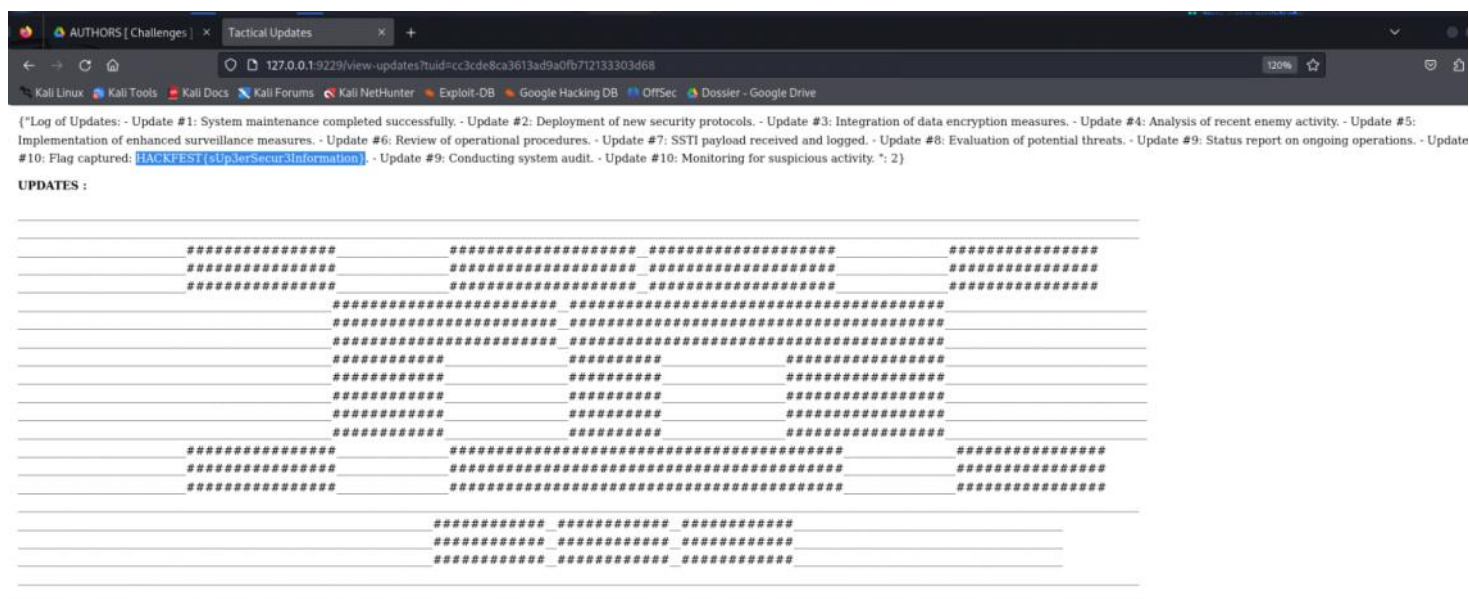 AUTHORS [ Challenges ]
Tactical Updates
127.0.0.1:9229/view-updates?tuid=cc3cde8ca3613ad9a0fb712133303d68
120%
Kali Linux Kali Tools Kali Docs Kali Forums Kali NetHunter Exploit-DB Google Hacking DB OffSec Dossier - Google Drive
{"Log of Updates: - Update #1: System maintenance completed successfully. - Update #2: Deployment of new security protocols. - Update #3: Integration of data encryption measures. - Update #4: Analysis of recent enemy activity. - Update #5:
Implementation of enhanced surveillance measures. - Update #6: Review of operational procedures. - Update #7: SSTI payload received and logged. - Update #8: Evaluation of potential threats. - Update #9: Status report on ongoing operations. - Update
#10: Flag captured: HACKFEST{sUp3erSecur3Information}. - Update #9: Conducting system audit. - Update #10: Monitoring for suspicious activity. ": 2}
UPDATES :